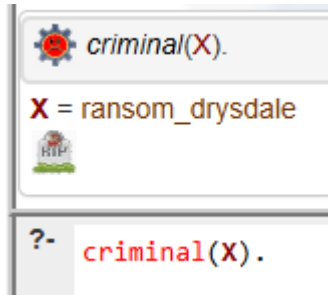 criminal(X).
X = ransom_drysdale
RIP
?- criminal(X).